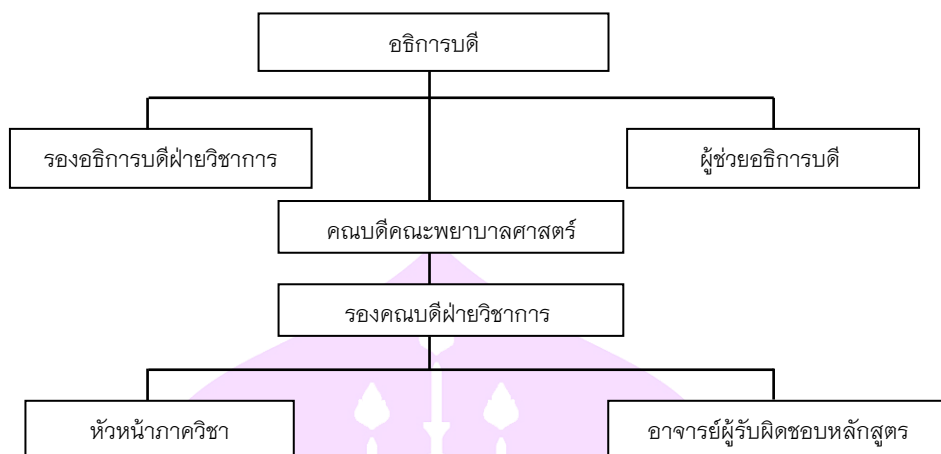 อธิการบดี
รองอธิการบดีฝ่ายวิชาการ
ผู้ช่วยอธิการบดี
คณบดีคณะพยาบาลศาสตร์
รองคณบดีฝ่ายวิชาการ
หัวหน้าภาควิชา
อาจารย์ผู้รับผิดชอบหลักสูตร